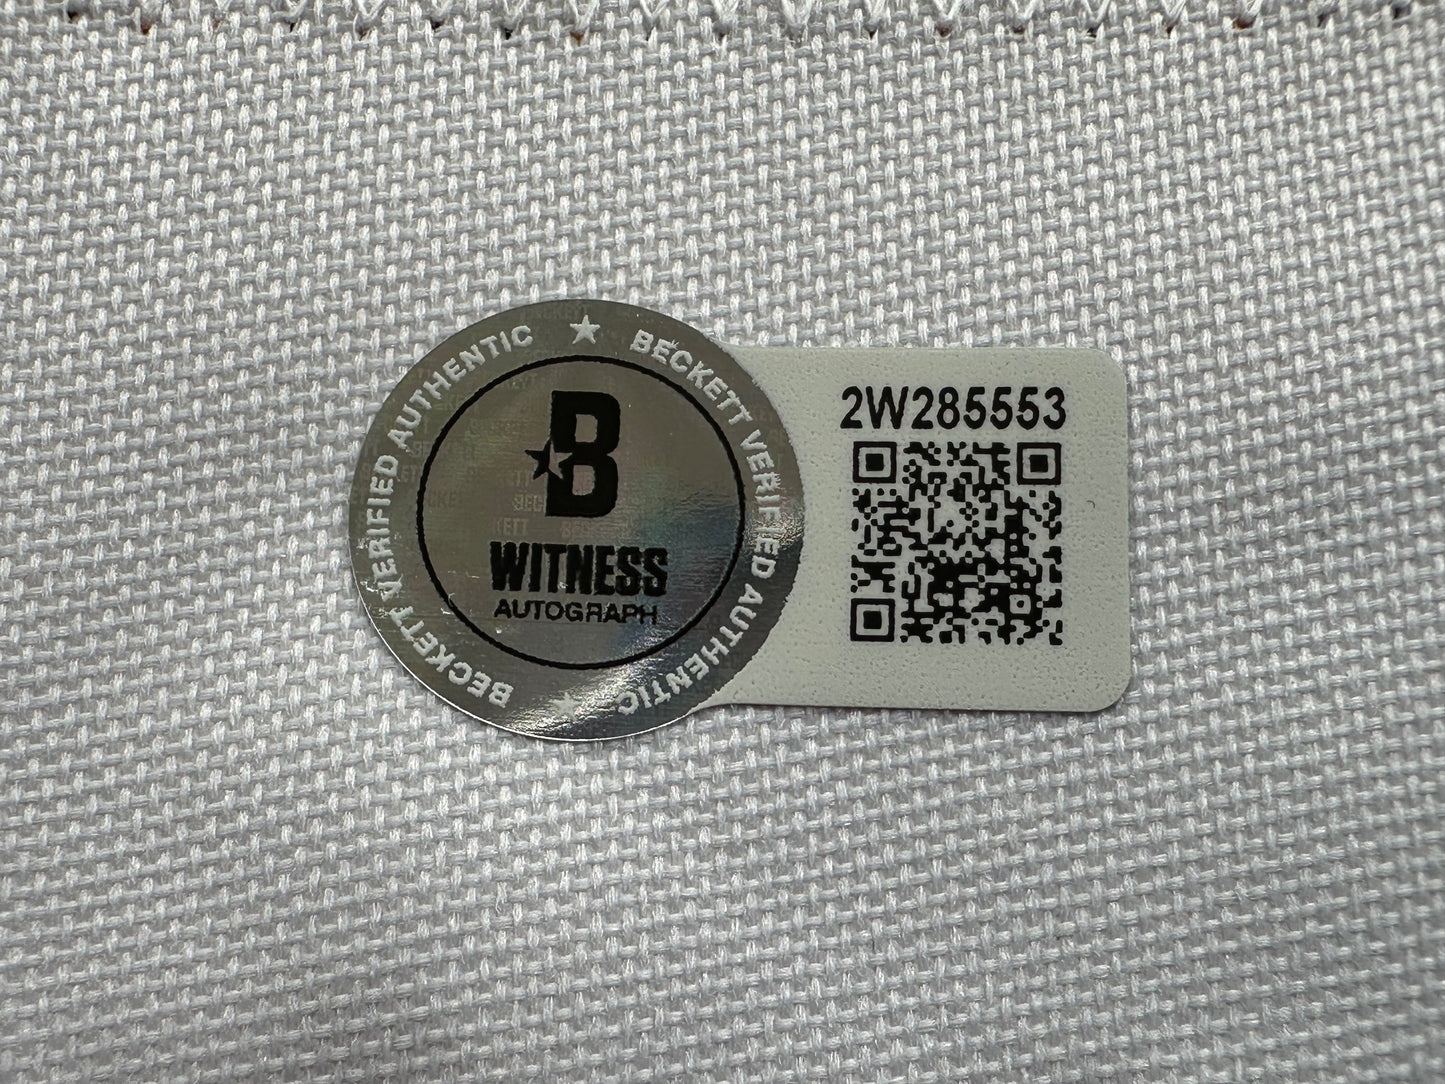 BECKETT VERIFIED AUTHENTIC ★ BECKETT VERIFIED AUTHENTIC ★
B
WITNESS
AUTOGRAPH
2W285553